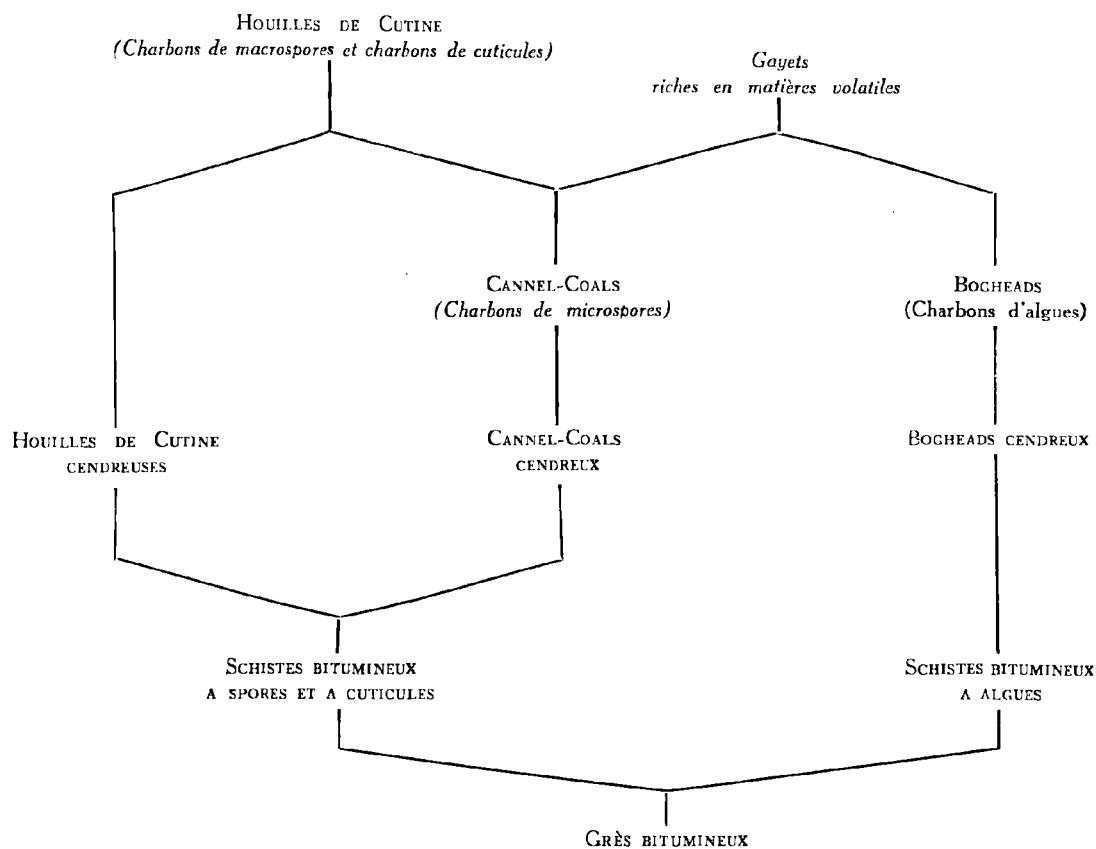 HOUILLES DE CUTINE
(Charbons de macrospores et charbons de cuticules)
Gayets
riches en matières volatiles
CANNEL-COALS
(Charbons de microspores)
BOGHEADS
(Charbons d'algues)
HOUILLES DE CUTINE
CENDREUSES
CANNEL-COALS
CENDREUX
BOGHEADS CENDREUX
SCHISTES BITUMINEUX
A SPORES ET A CUTICULES
SCHISTES BITUMINEUX
A ALGUES
GRÈS BITUMINEUX